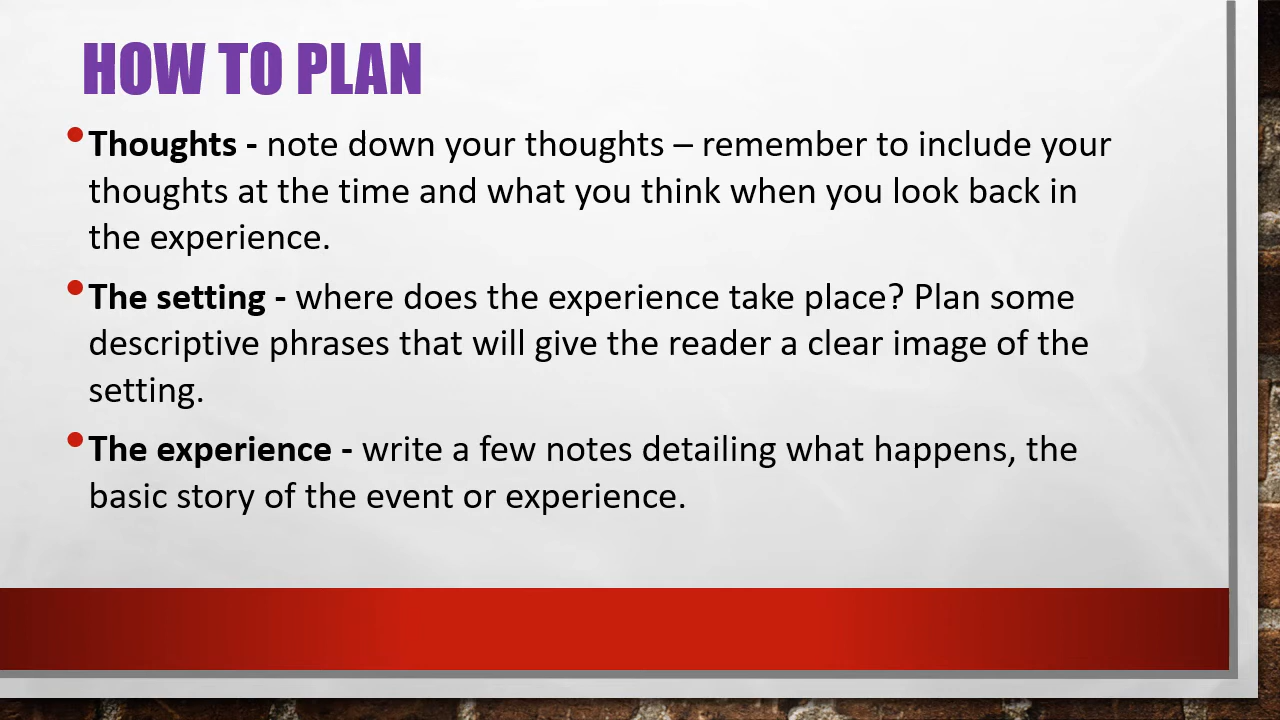 HOW TO PLAN
•Thoughts - note down your thoughts – remember to include your
thoughts at the time and what you think when you look back in
the experience.
•The setting - where does the experience take place? Plan some
descriptive phrases that will give the reader a clear image of the
setting.
•The experience - write a few notes detailing what happens, the
basic story of the event or experience.